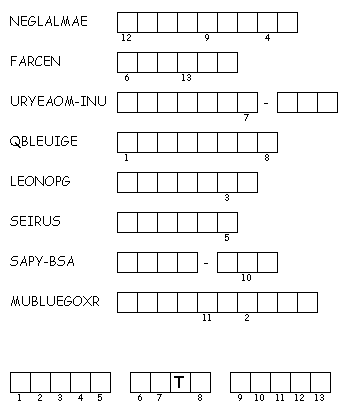 NEGLALMAE
12 9 4
FARCEN
6 13
URYEAOM-INU -
7
QBLEUIGE
1 8
LEONOPG
3
SEIRUS
5
SAPY-BSA -
10
MUBLUEGOXR
11 2
T
1 2 3 4 5 6 7 8 9 10 11 12 13